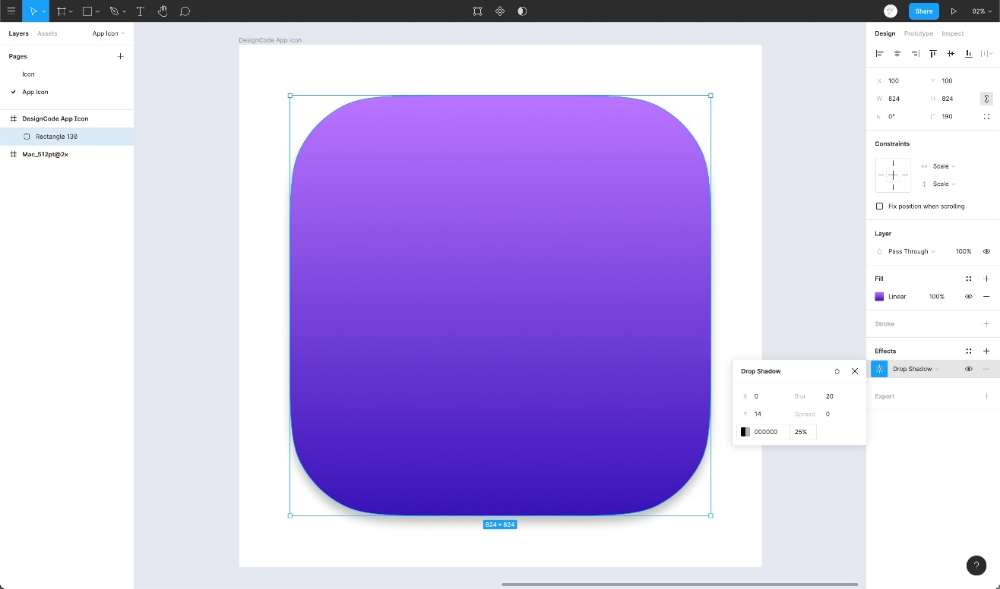 Share
92%
Layers
Assets
App Icon
Pages
Icon
App Icon
DesignCode App Icon
Rectangle 130
Mac_512pt@2x
DesignCode App Icon
824 × 824
Design
Prototype
Inspect
X 100
Y 100
W 824
H 824
0°
190
Constraints
Scale
Scale
Fix position when scrolling
Layer
Pass Through
100%
Fill
Linear
100%
Stroke
Effects
Drop Shadow
Export
Drop Shadow
X 0
Blur 20
Y 14
Spread 0
000000
25%
?